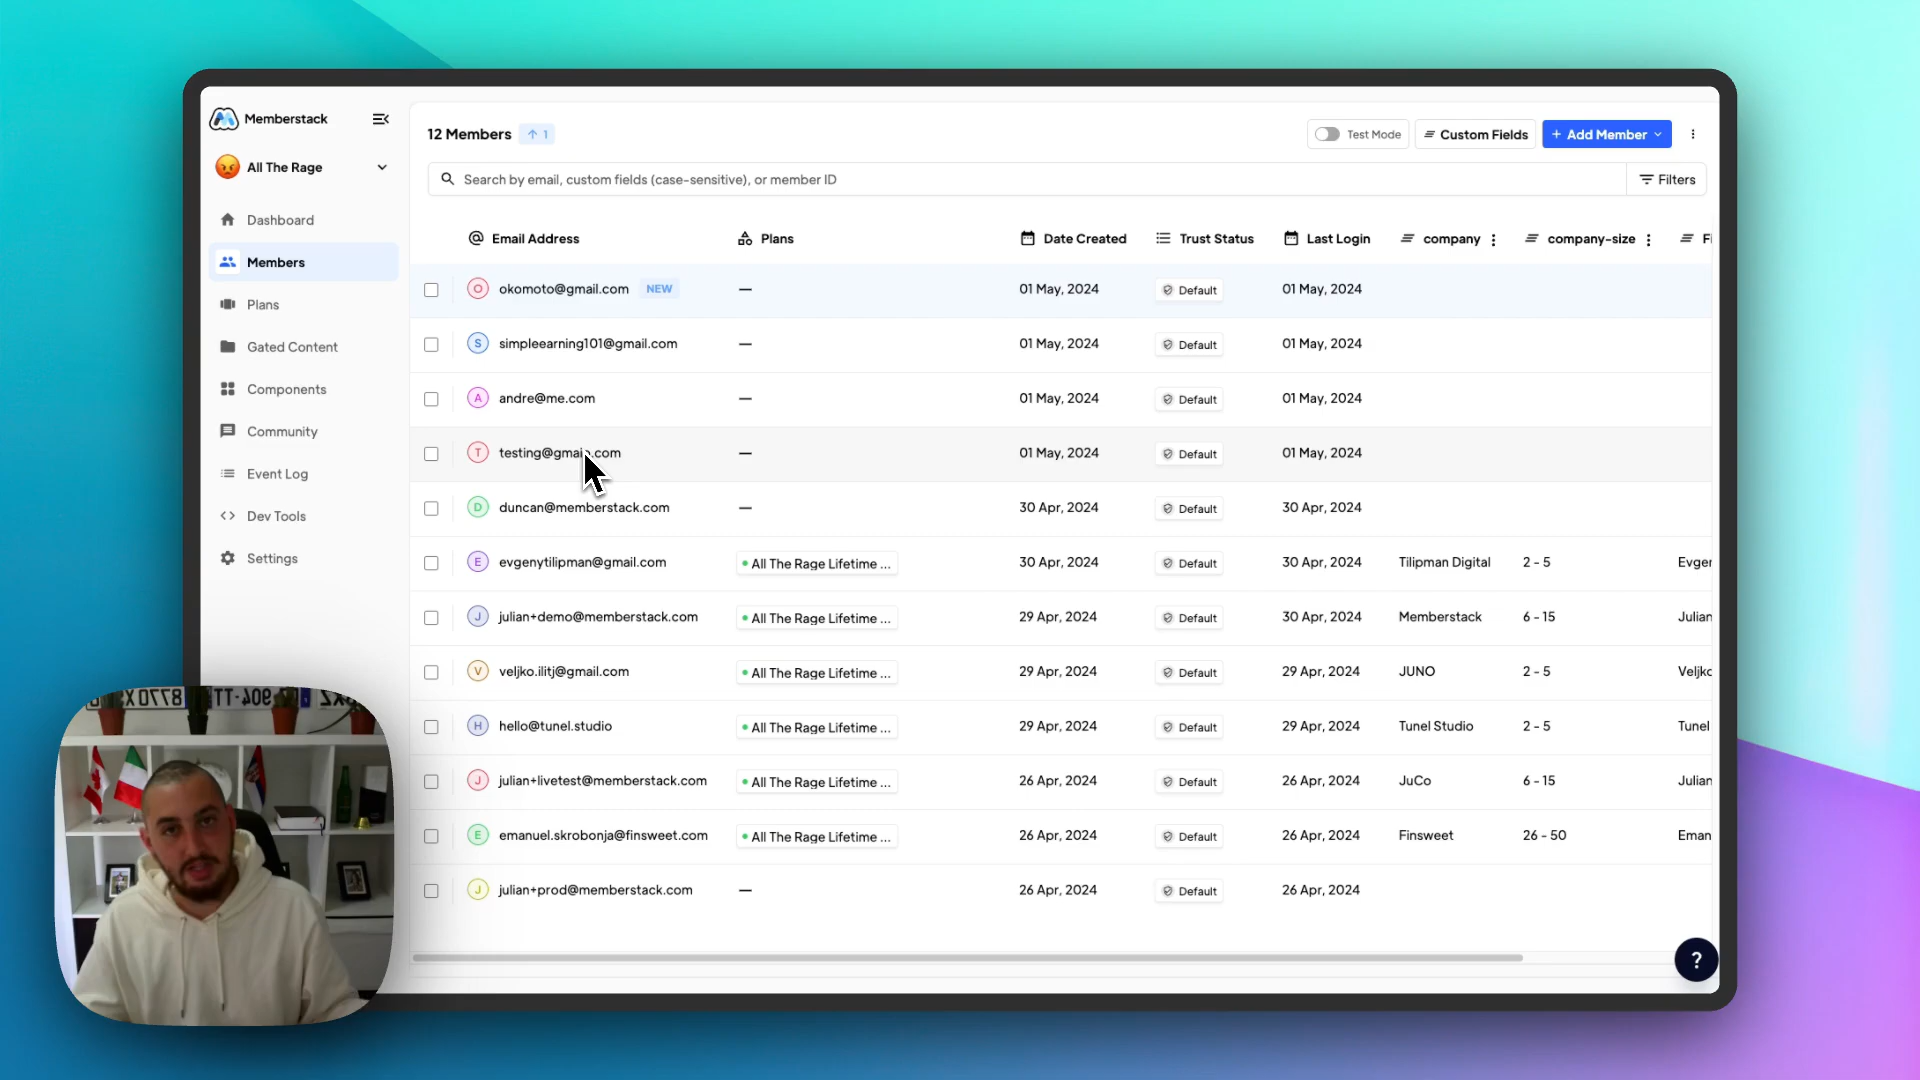 Memberstack
All The Rage
Dashboard
Members
Plans
Gated Content
Components
Community
Event Log
Dev Tools
Settings
12 Members ↑ 1
Test Mode
Custom Fields
+ Add Member
Search by email, custom fields (case-sensitive), or member ID
Filters
Email Address Plans Date Created Trust Status Last Login company company-size
O okomoto@gmail.com NEW — 01 May, 2024 Default 01 May, 2024
S simpleearning101@gmail.com — 01 May, 2024 Default 01 May, 2024
A andre@me.com — 01 May, 2024 Default 01 May, 2024
T testing@gmail.com — 01 May, 2024 Default 01 May, 2024
D duncan@memberstack.com — 30 Apr, 2024 Default 30 Apr, 2024
E evgenytilipman@gmail.com All The Rage Lifetime ... 30 Apr, 2024 Default 30 Apr, 2024 Tilipman Digital 2 - 5 Evger
J julian+demo@memberstack.com All The Rage Lifetime ... 29 Apr, 2024 Default 30 Apr, 2024 Memberstack 6 - 15 Julian
V veljko.ilitj@gmail.com All The Rage Lifetime ... 29 Apr, 2024 Default 29 Apr, 2024 JUNO 2 - 5 Veljko
H hello@tunel.studio All The Rage Lifetime ... 29 Apr, 2024 Default 29 Apr, 2024 Tunel Studio 2 - 5 Tunel
J julian+livetest@memberstack.com All The Rage Lifetime ... 26 Apr, 2024 Default 26 Apr, 2024 JuCo 6 - 15 Julian
E emanuel.skrobonja@finsweet.com All The Rage Lifetime ... 26 Apr, 2024 Default 26 Apr, 2024 Finsweet 26 - 50 Eman
J julian+prod@memberstack.com — 26 Apr, 2024 Default 26 Apr, 2024
?